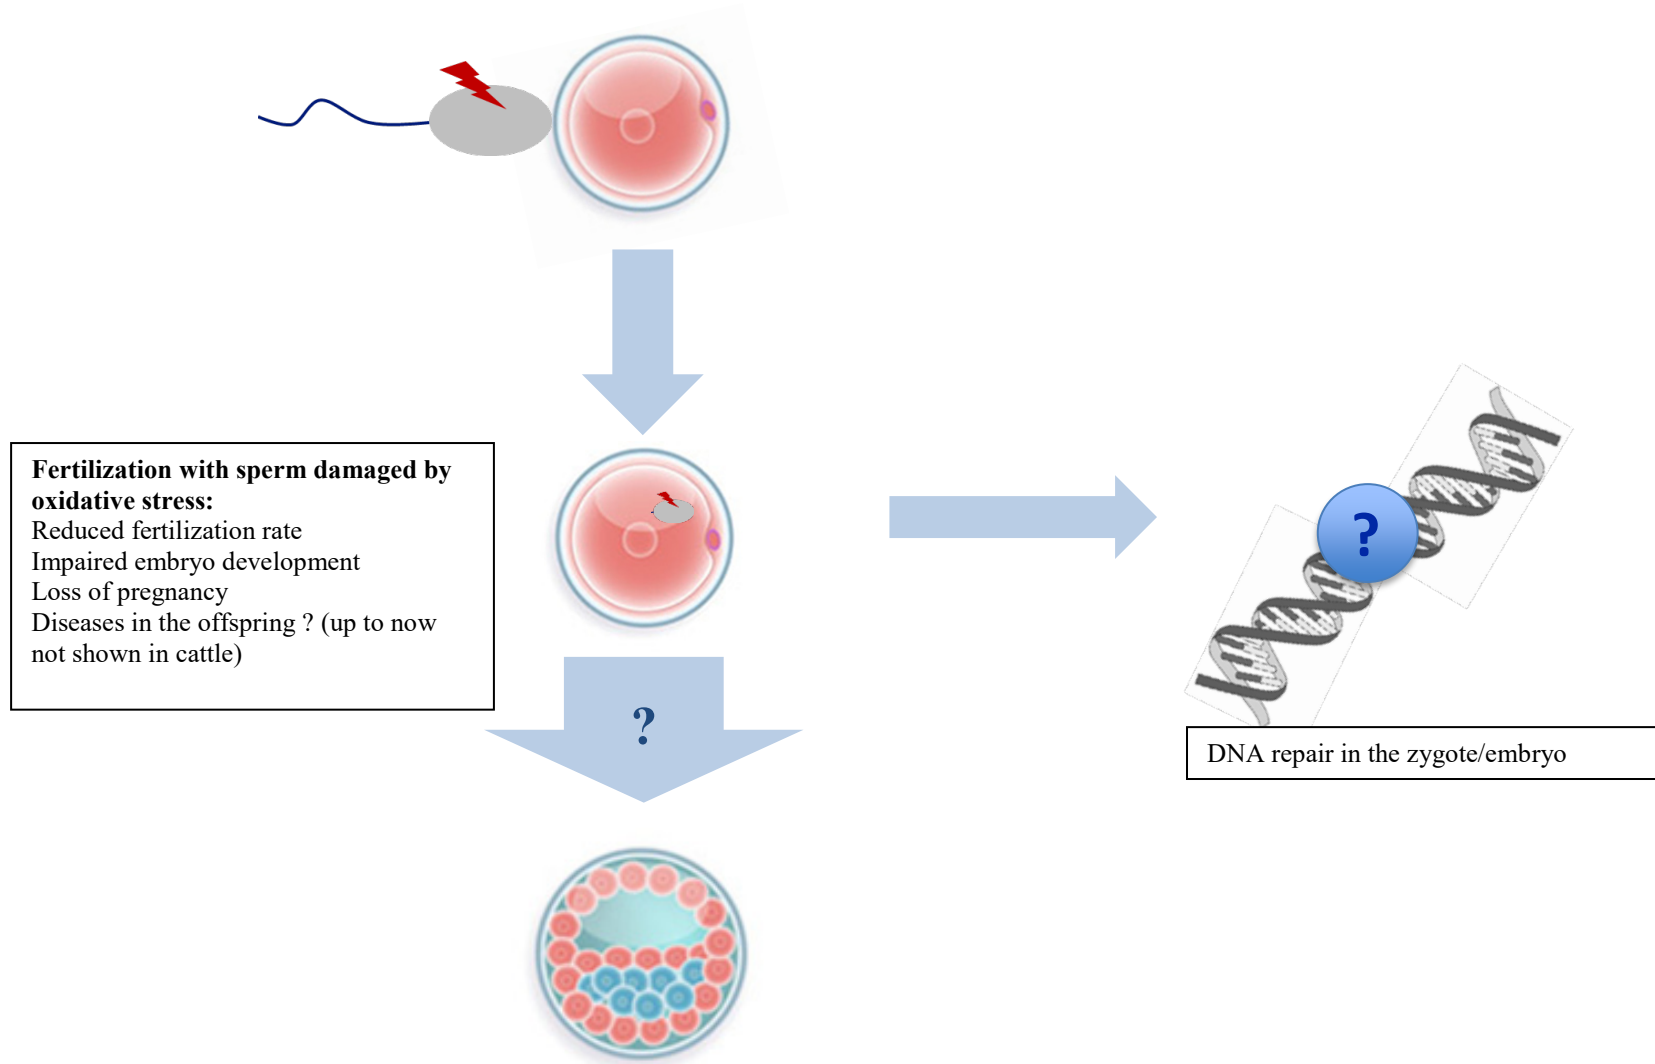 Fertilization with sperm damaged by
oxidative stress:
Reduced fertilization rate
Impaired embryo development
Loss of pregnancy
Diseases in the offspring ? (up to now
not shown in cattle)
?
?
DNA repair in the zygote/embryo